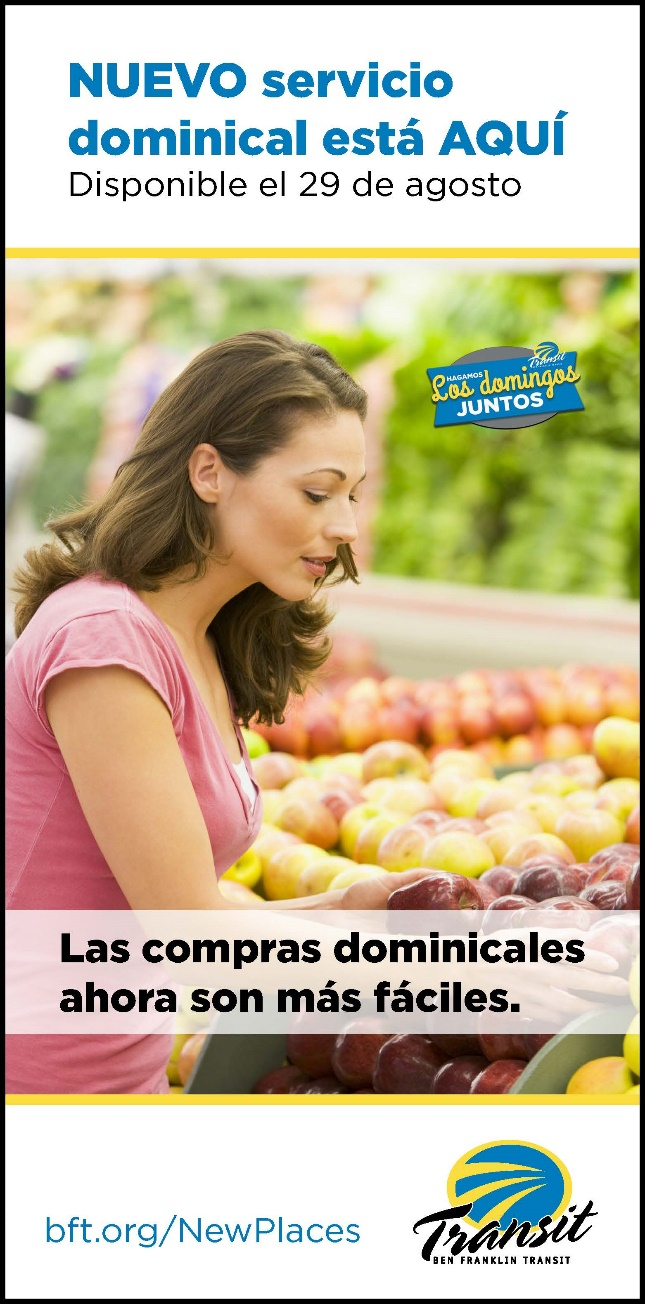 NUEVO servicio
dominical está AQUÍ
Disponible el 29 de agosto
Transit
HAGAMOS
Los domingos
JUNTOS
Las compras dominicales
ahora son más fáciles.
bft.org/NewPlaces
Transit
BEN FRANKLIN TRANSIT